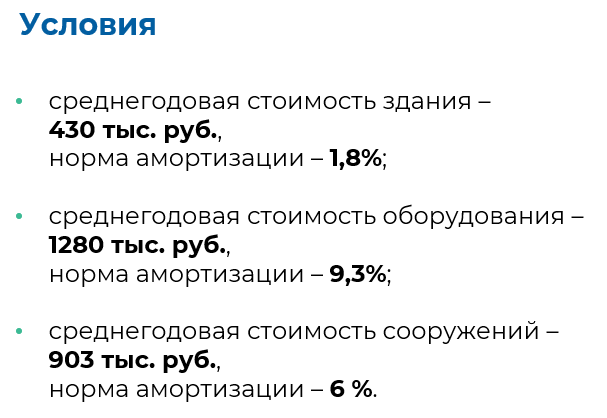 Условия
• среднегодовая стоимость здания –
430 тыс. руб.,
норма амортизации – 1,8%;
• среднегодовая стоимость оборудования –
1280 тыс. руб.,
норма амортизации – 9,3%;
• среднегодовая стоимость сооружений –
903 тыс. руб.,
норма амортизации – 6 %.